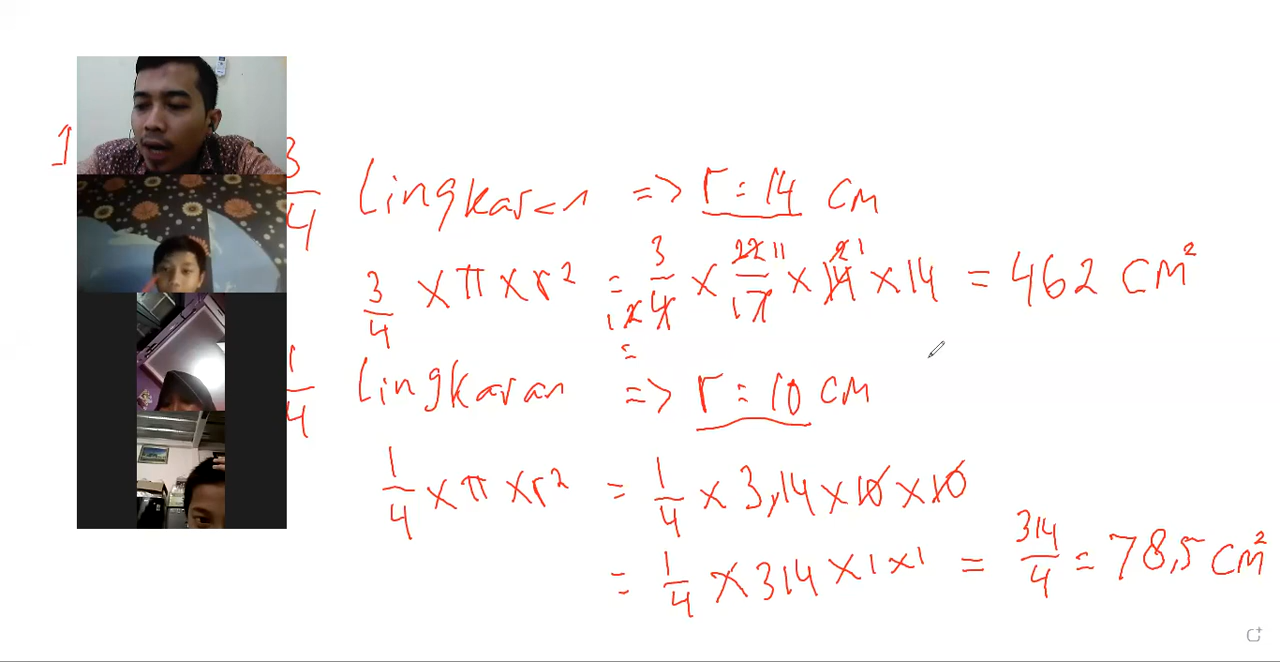 1
3/4 Lingkaran => r = 14 cm
3/4 x π x r² = 3/4 x 22/7 x 14 x 14 = 462 cm²
=
1/4 Lingkaran => r = 10 cm
1/4 x π x r² = 1/4 x 3,14 x 10 x 10
= 1/4 x 314 x 1 x 1 = 314/4 = 78,5 cm²